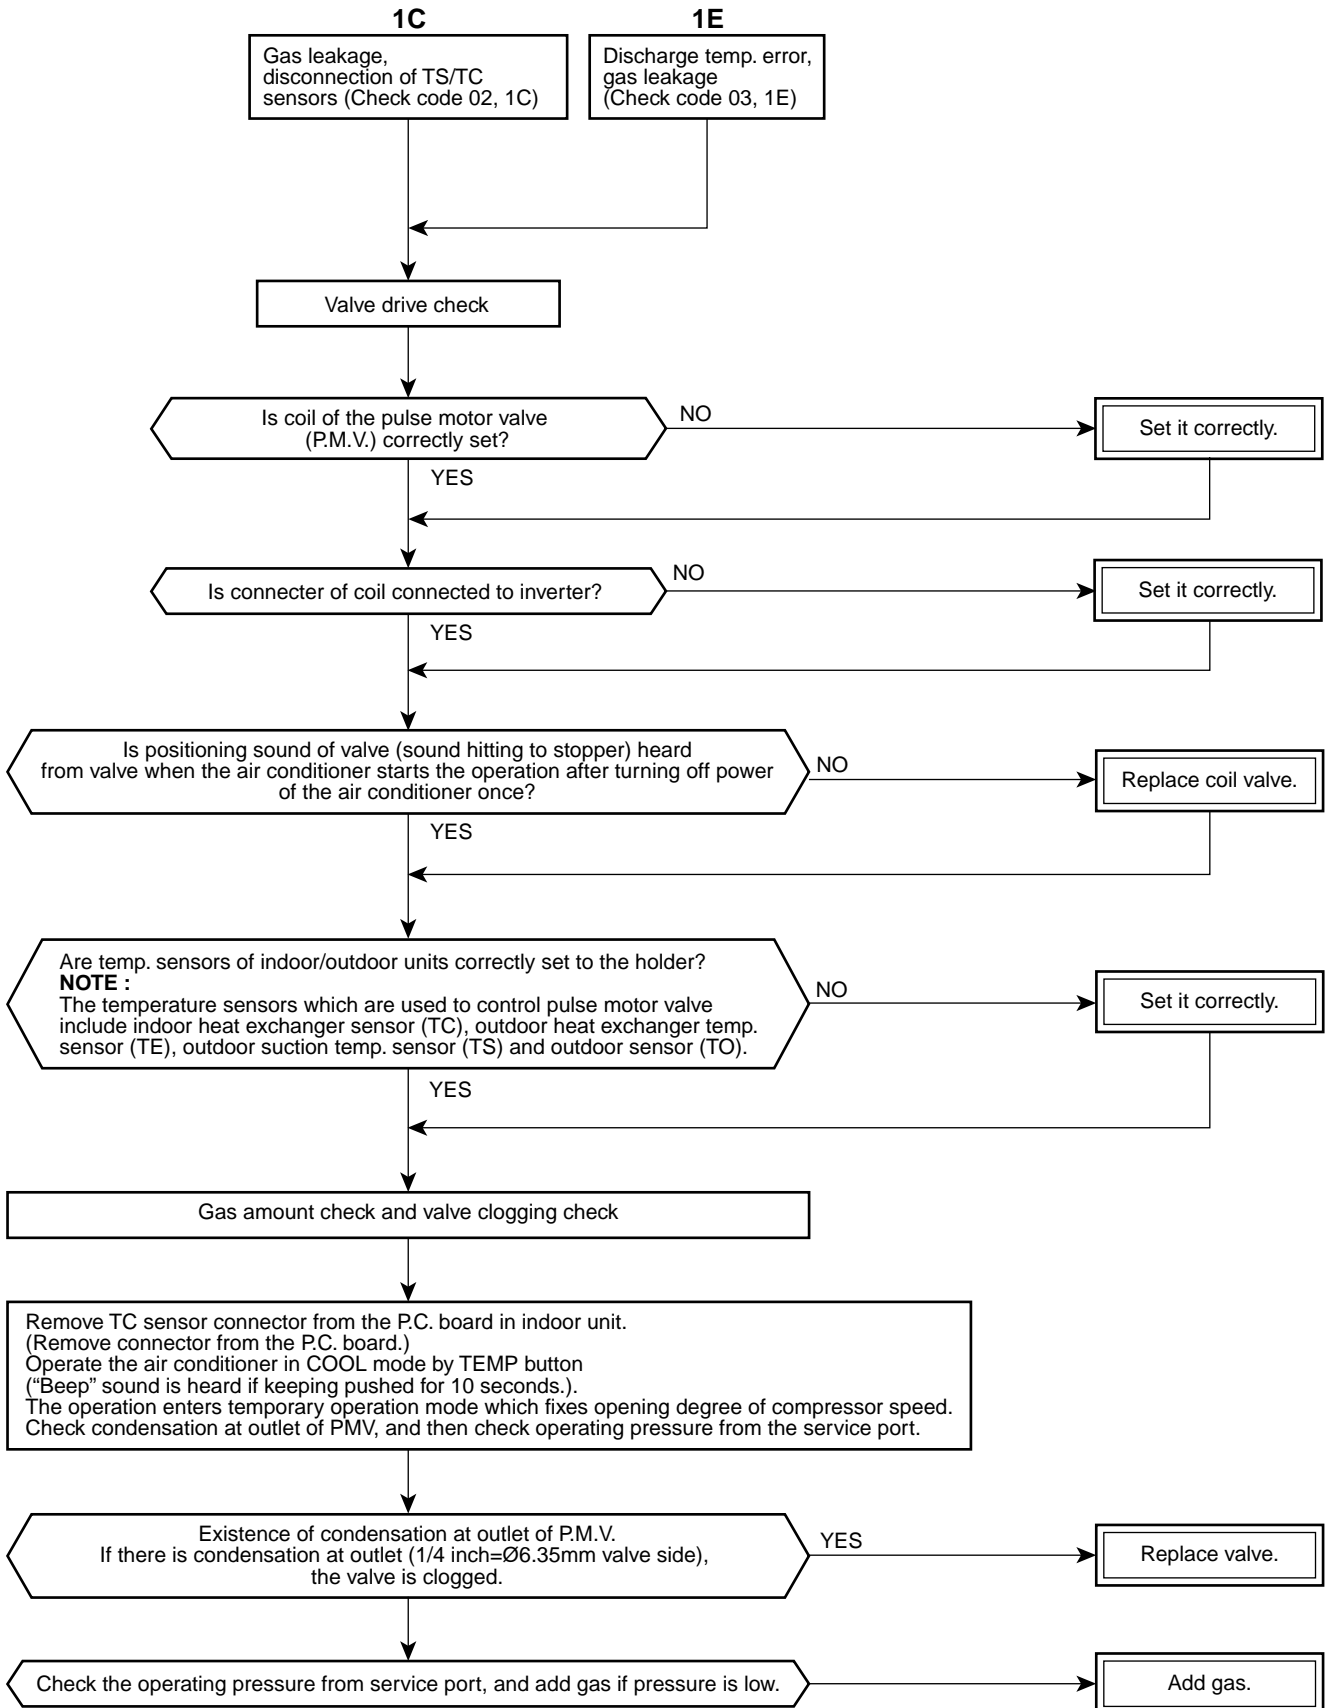 1C
1E
Gas leakage,
disconnection of TS/TC
sensors (Check code 02, 1C)
Discharge temp. error,
gas leakage
(Check code 03, 1E)
Valve drive check
Is coil of the pulse motor valve
(P.M.V.) correctly set?
NO
Set it correctly.
YES
Is connecter of coil connected to inverter?
NO
Set it correctly.
YES
Is positioning sound of valve (sound hitting to stopper) heard
from valve when the air conditioner starts the operation after turning off power
of the air conditioner once?
NO
Replace coil valve.
YES
Are temp. sensors of indoor/outdoor units correctly set to the holder?
NOTE :
The temperature sensors which are used to control pulse motor valve
include indoor heat exchanger sensor (TC), outdoor heat exchanger temp.
sensor (TE), outdoor suction temp. sensor (TS) and outdoor sensor (TO).
NO
Set it correctly.
YES
Gas amount check and valve clogging check
Remove TC sensor connector from the P.C. board in indoor unit.
(Remove connector from the P.C. board.)
Operate the air conditioner in COOL mode by TEMP button
(“Beep” sound is heard if keeping pushed for 10 seconds.).
The operation enters temporary operation mode which fixes opening degree of compressor speed.
Check condensation at outlet of PMV, and then check operating pressure from the service port.
Existence of condensation at outlet of P.M.V.
If there is condensation at outlet (1/4 inch=Ø6.35mm valve side),
the valve is clogged.
YES
Replace valve.
Check the operating pressure from service port, and add gas if pressure is low.
Add gas.